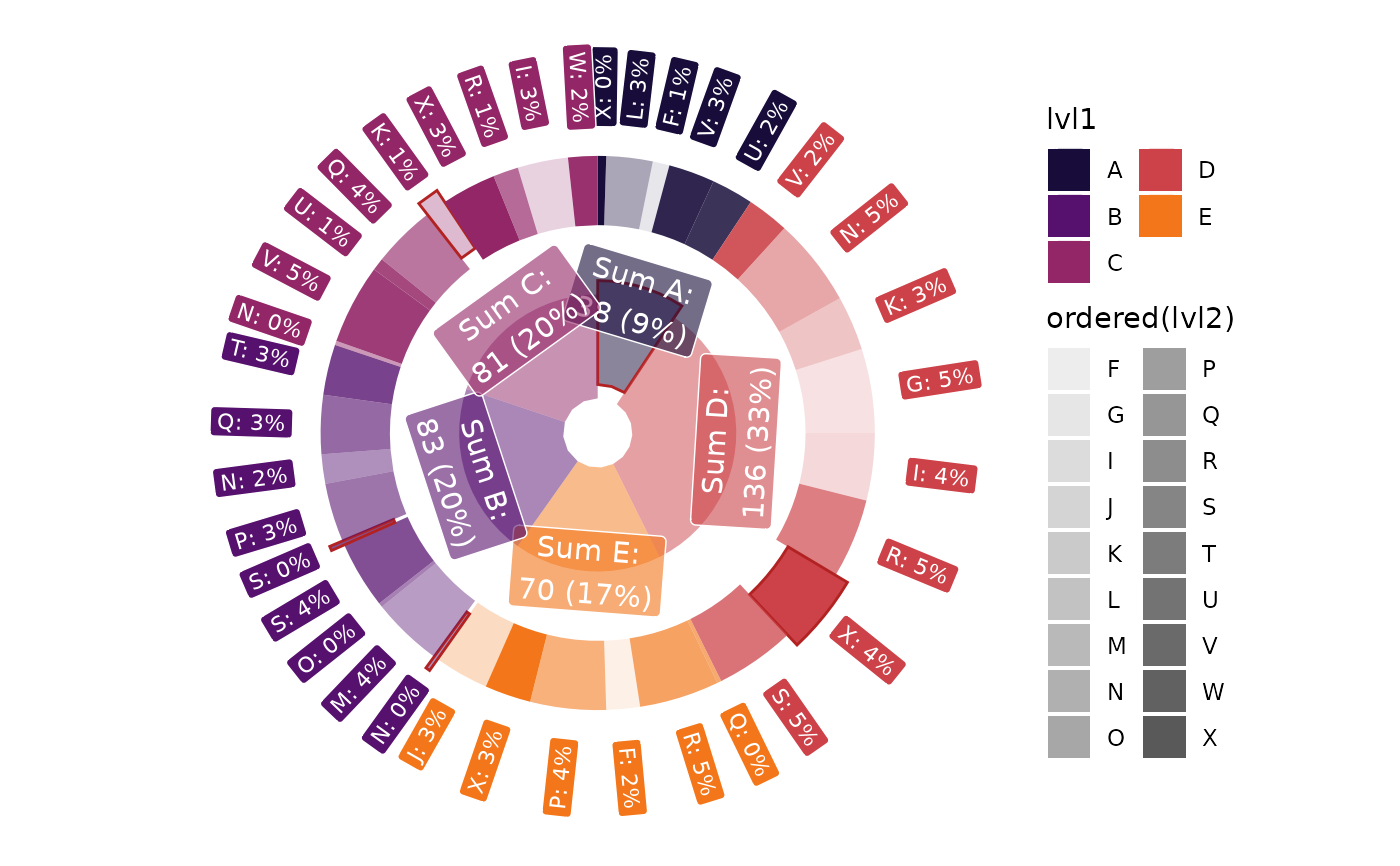 W: 2%
X: 0%
L: 3%
F: 1%
V: 3%
U: 2%
V: 2%
N: 5%
K: 3%
G: 5%
I: 4%
R: 5%
X: 4%
S: 5%
Q: 0%
R: 5%
F: 2%
P: 4%
X: 3%
J: 3%
N: 0%
M: 4%
O: 0%
S: 4%
S: 0%
P: 3%
N: 2%
Q: 3%
T: 3%
N: 0%
V: 5%
U: 1%
Q: 4%
K: 1%
X: 3%
R: 1%
I: 3%
Sum A:
8 (9%)
Sum C:
81 (20%)
Sum D:
136 (33%)
Sum B:
83 (20%)
Sum E:
70 (17%)
lvl1
A
B
C
D
E
ordered(lvl2)
F
G
I
J
K
L
M
N
O
P
Q
R
S
T
U
V
W
X